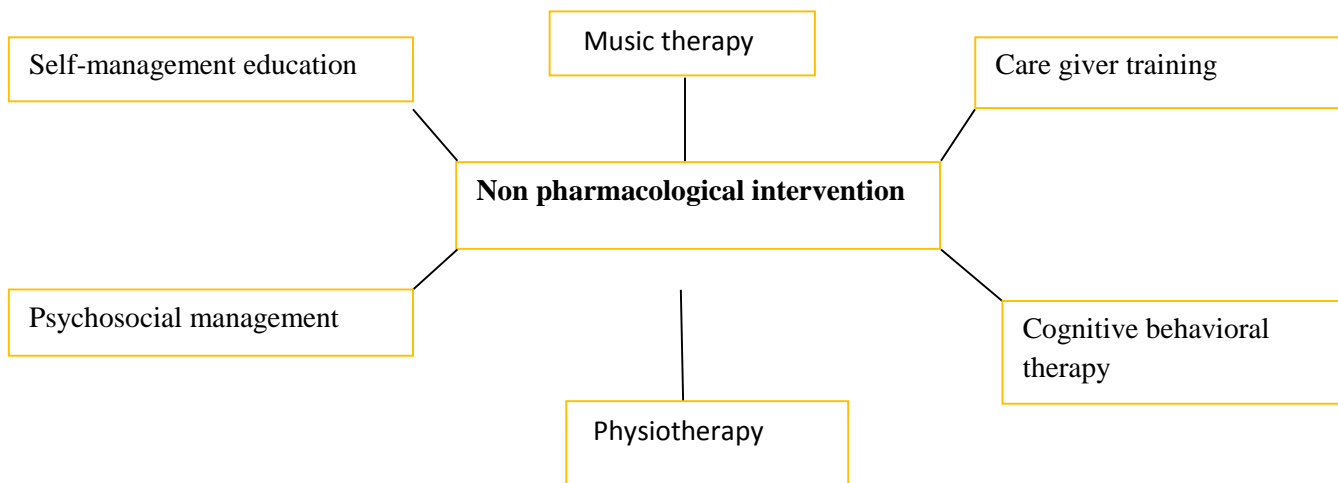 Music therapy
Self-management education
Care giver training
Non pharmacological intervention
Psychosocial management
Cognitive behavioral
therapy
Physiotherapy